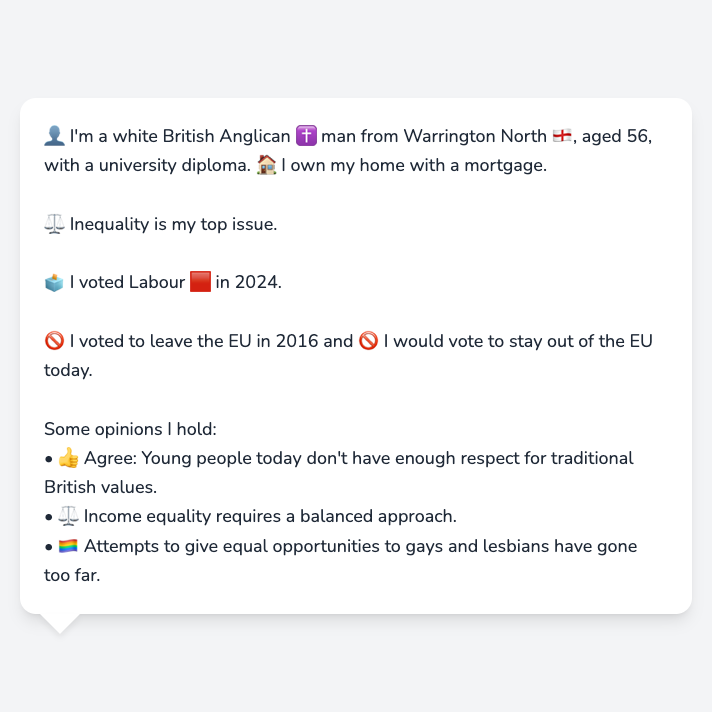 👤 I'm a white British Anglican ✝️ man from Warrington North 🏴󠁧󠁢󠁥󠁮󠁧󠁿, aged 56,
with a university diploma. 🏠 I own my home with a mortgage.
⚖️ Inequality is my top issue.
🗳️ I voted Labour 🟥 in 2024.
🚫 I voted to leave the EU in 2016 and 🚫 I would vote to stay out of the EU
today.
Some opinions I hold:
• 👍 Agree: Young people today don't have enough respect for traditional
British values.
• ⚖️ Income equality requires a balanced approach.
• 🏳️‍🌈 Attempts to give equal opportunities to gays and lesbians have gone
too far.